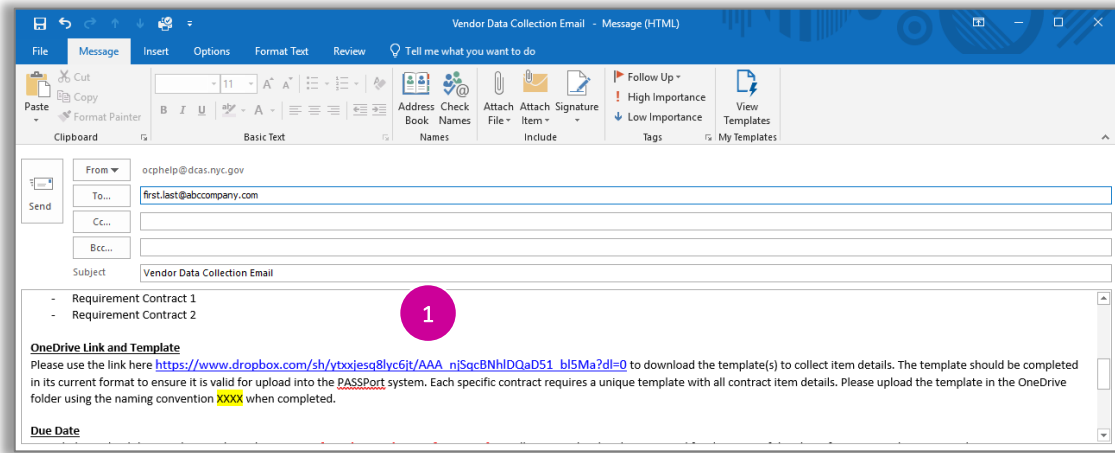 Vendor Data Collection Email - Message (HTML)
File Message Insert Options Format Text Review Tell me what you want to do
Cut
Copy
Format Painter
Paste
Clipboard
11
B I U
Basic Text
Address Book
Check Names
Names
Attach File
Attach Item
Signature
Include
Follow Up
High Importance
Low Importance
Tags
View Templates
My Templates
Send
From ocphelp@dcas.nyc.gov
To... first.last@abccompany.com
Cc...
Bcc...
Subject Vendor Data Collection Email
- Requirement Contract 1
- Requirement Contract 2
1
OneDrive Link and Template
Please use the link here https://www.dropbox.com/sh/ytxxjesq8lyc6jt/AAA_njSqcBNhlDQaD51_bl5Ma?dl=0 to download the template(s) to collect item details. The template should be completed
in its current format to ensure it is valid for upload into the PASSPort system. Each specific contract requires a unique template with all contract item details. Please upload the template in the OneDrive
folder using the naming convention XXXX when completed.
Due Date